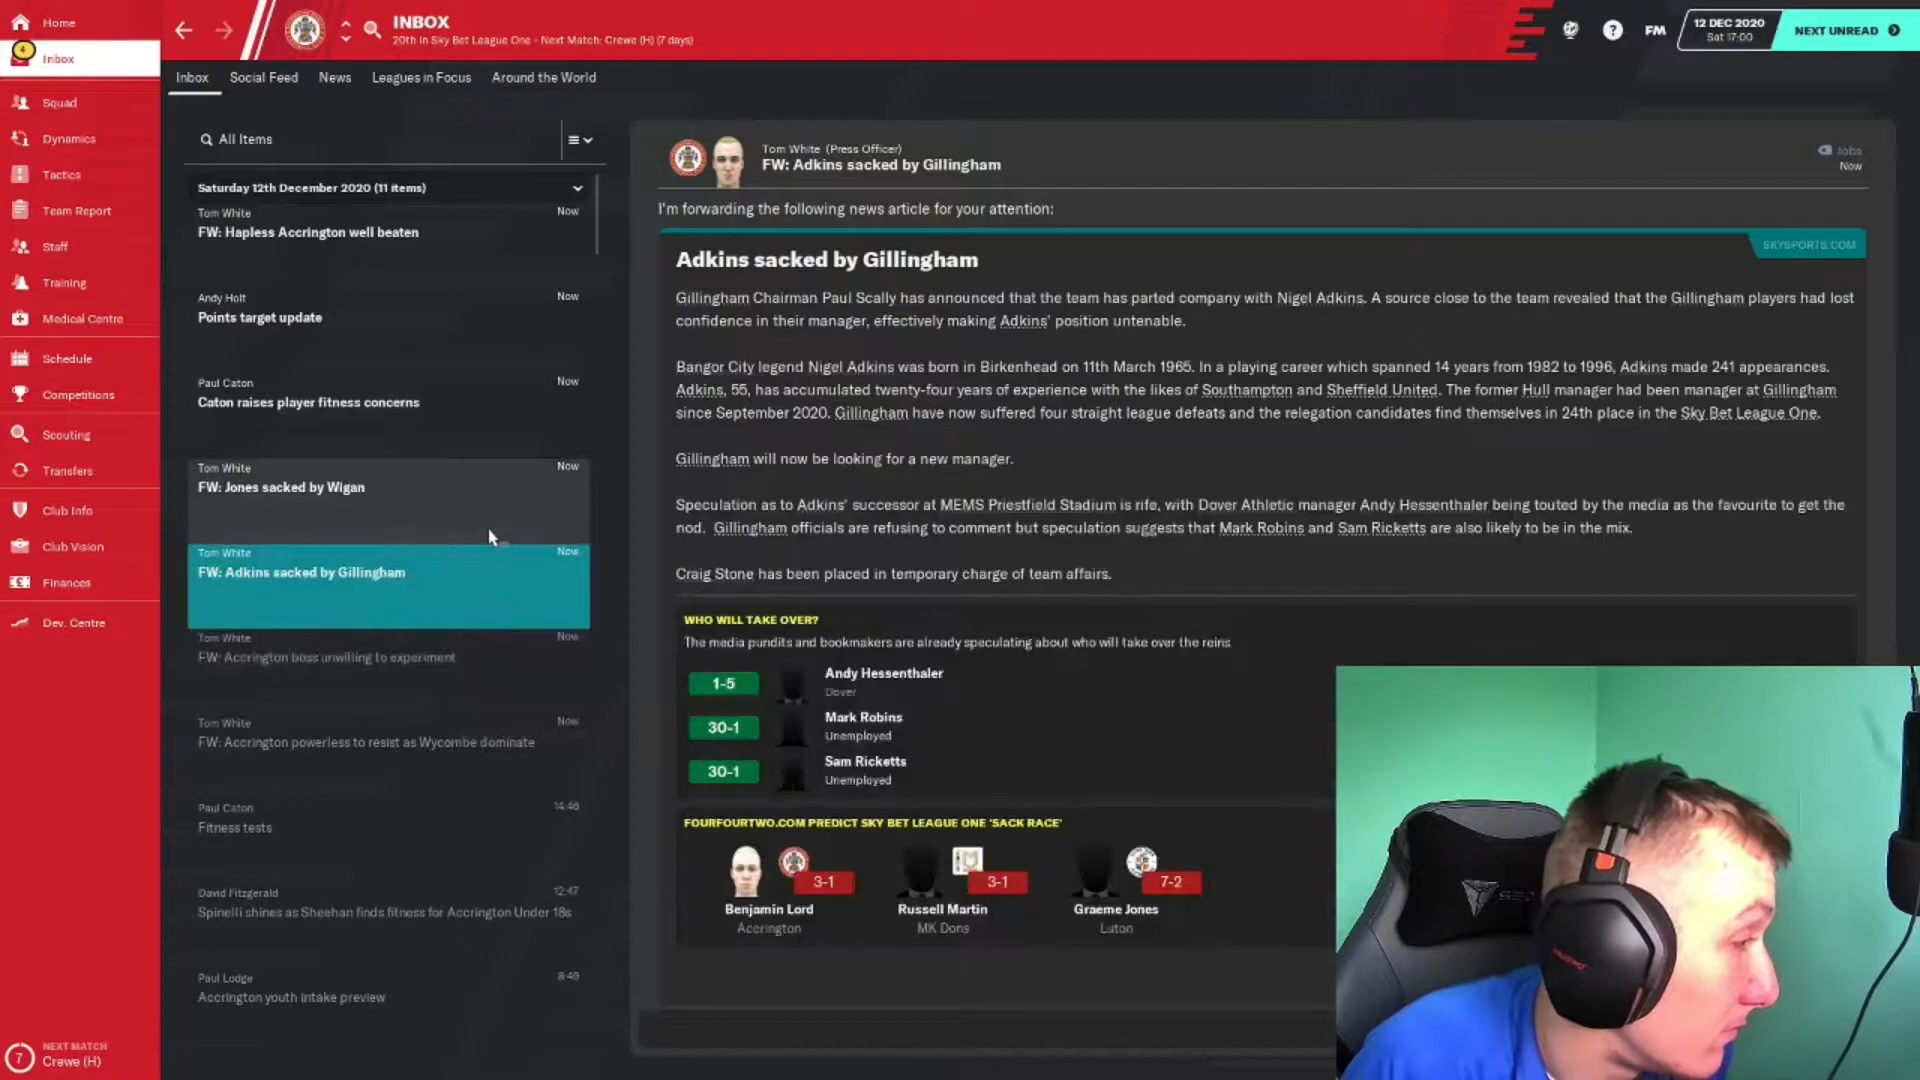 Home
4
Inbox
Squad
Dynamics
Tactics
Team Report
Staff
Training
Medical Centre
Schedule
Competitions
Scouting
Transfers
Club Info
Club Vision
Finances
Dev. Centre
7
NEXT MATCH
Crewe (H)
INBOX
20th in Sky Bet League One - Next Match: Crewe (H) (7 days)
?
FM
12 DEC 2020
Sat 17:00
NEXT UNREAD
Inbox
Social Feed
News
Leagues in Focus
Around the World
All Items
Saturday 12th December 2020 (11 items)
Tom White
Now
FW: Hapless Accrington well beaten
Andy Holt
Now
Points target update
Paul Caton
Now
Caton raises player fitness concerns
Tom White
Now
FW: Jones sacked by Wigan
Tom White
Now
FW: Adkins sacked by Gillingham
Tom White
Now
FW: Accrington boss unwilling to experiment
Tom White
Now
FW: Accrington powerless to resist as Wycombe dominate
Paul Caton
14:46
Fitness tests
David Fitzgerald
12:47
Spinelli shines as Sheehan finds fitness for Accrington Under 18s
Paul Lodge
8:49
Accrington youth intake preview
Tom White (Press Officer)
FW: Adkins sacked by Gillingham
Jobs
Now
I'm forwarding the following news article for your attention:
SKYSPORTS.COM
Adkins sacked by Gillingham
Gillingham Chairman Paul Scally has announced that the team has parted company with Nigel Adkins. A source close to the team revealed that the Gillingham players had lost
confidence in their manager, effectively making Adkins' position untenable.
Bangor City legend Nigel Adkins was born in Birkenhead on 11th March 1965. In a playing career which spanned 14 years from 1982 to 1996, Adkins made 241 appearances.
Adkins, 55, has accumulated twenty-four years of experience with the likes of Southampton and Sheffield United. The former Hull manager had been manager at Gillingham
since September 2020. Gillingham have now suffered four straight league defeats and the relegation candidates find themselves in 24th place in the Sky Bet League One.
Gillingham will now be looking for a new manager.
Speculation as to Adkins' successor at MEMS Priestfield Stadium is rife, with Dover Athletic manager Andy Hessenthaler being touted by the media as the favourite to get the
nod. Gillingham officials are refusing to comment but speculation suggests that Mark Robins and Sam Ricketts are also likely to be in the mix.
Craig Stone has been placed in temporary charge of team affairs.
WHO WILL TAKE OVER?
The media pundits and bookmakers are already speculating about who will take over the reins
1-5
Andy Hessenthaler
Dover
30-1
Mark Robins
Unemployed
30-1
Sam Ricketts
Unemployed
FOURFOURTWO.COM PREDICT SKY BET LEAGUE ONE 'SACK RACE'
3-1
Benjamin Lord
Accrington
3-1
Russell Martin
MK Dons
7-2
Graeme Jones
Luton